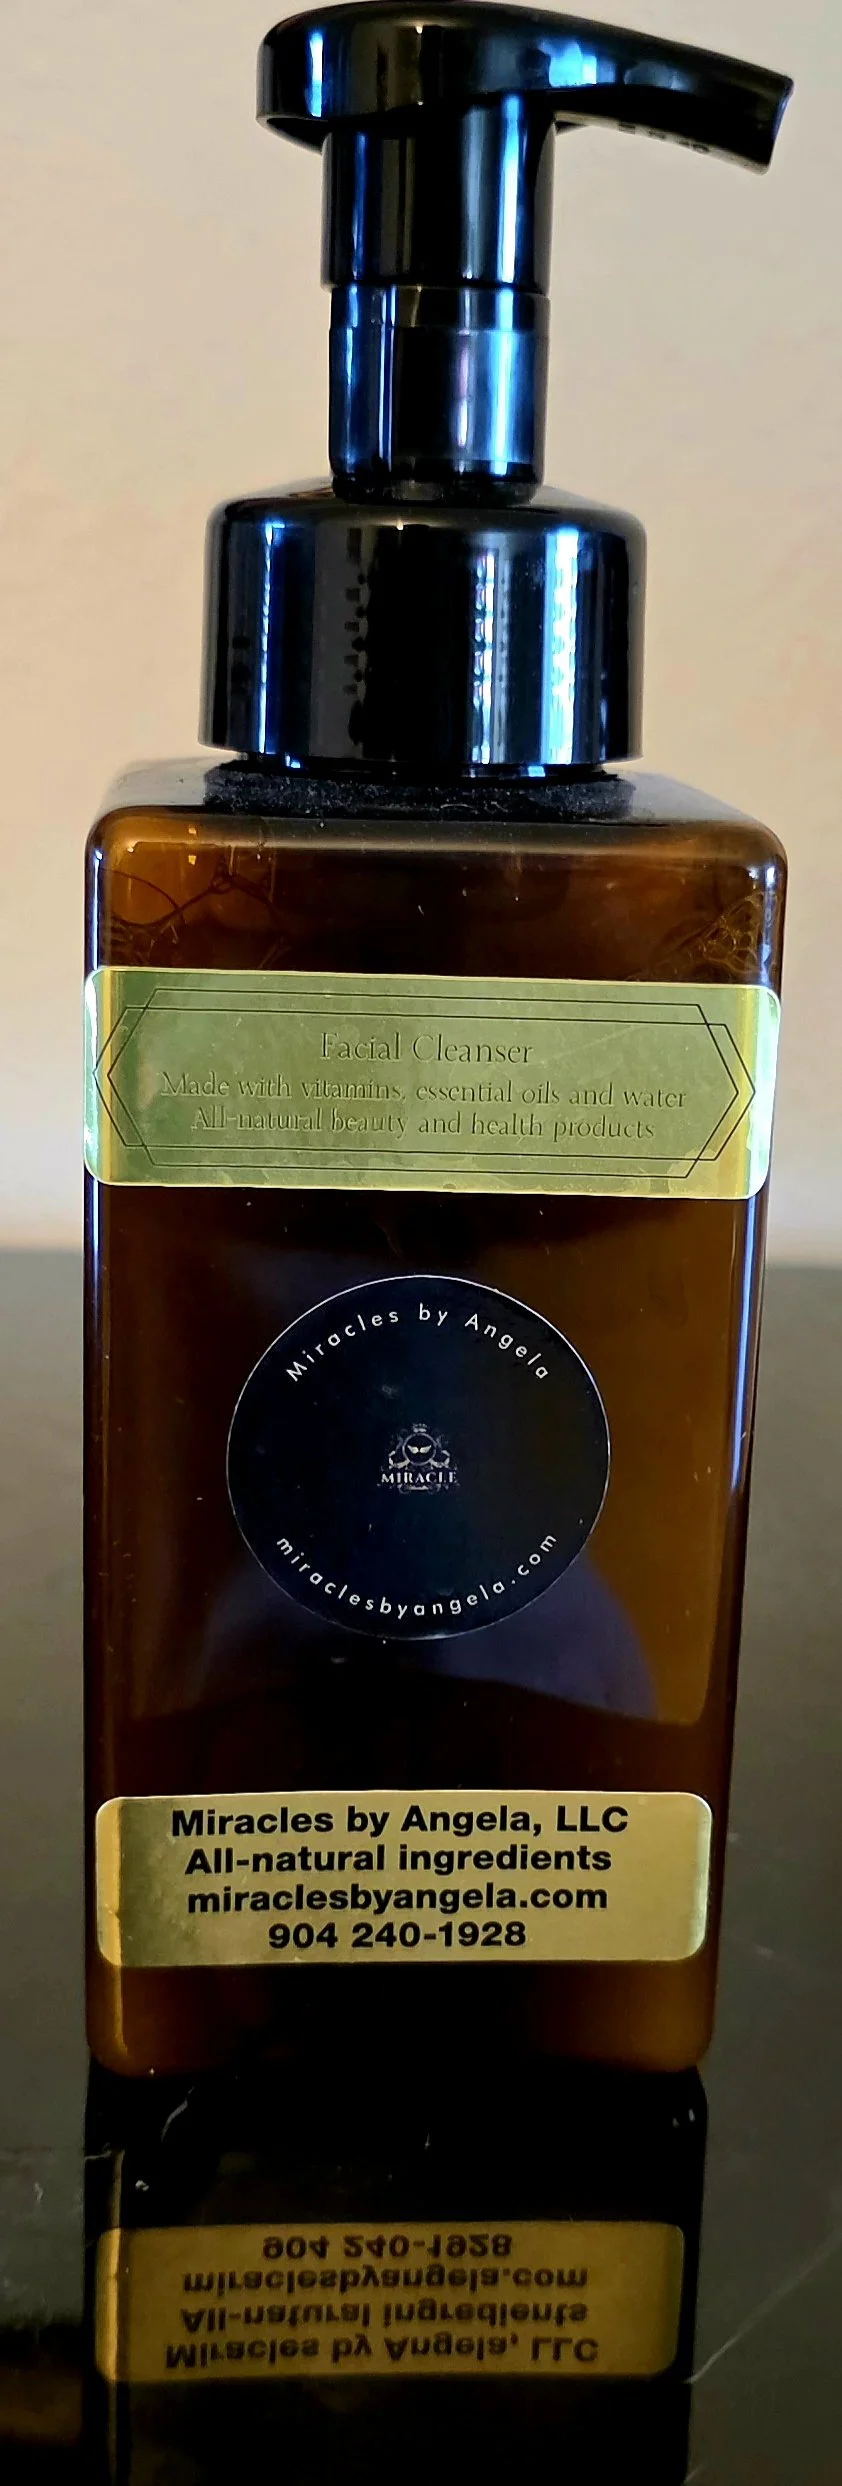 Facial Cleanser
Made with vitamins, essential oils and water
All-natural beauty and health products
Miracles by Angela
MIRACLE
miraclesbyangela.com
Miracles by Angela, LLC
All-natural ingredients
miraclesbyangela.com
904 240-1928